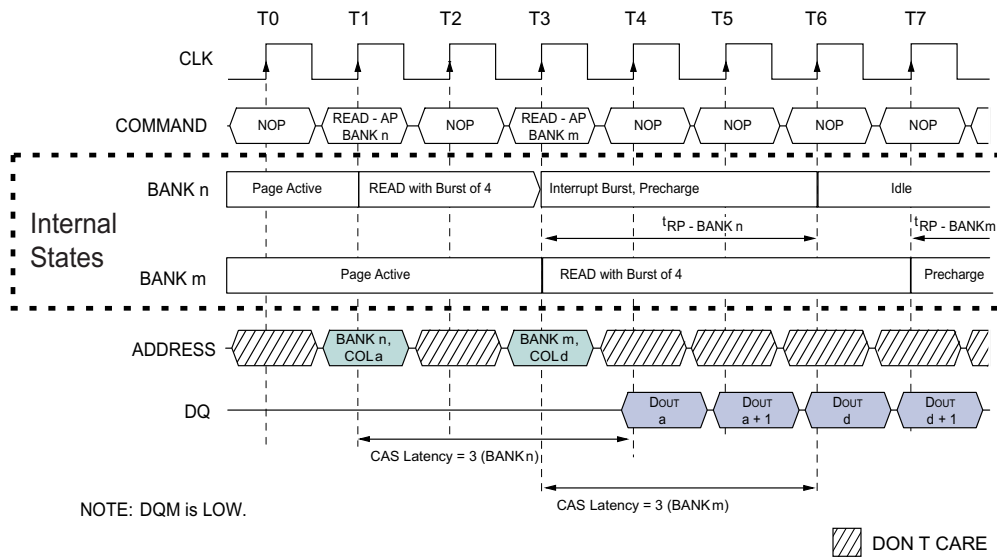 T0 T1 T2 T3 T4 T5 T6 T7
CLK
COMMAND
NOP
READ - AP
BANK n
NOP
READ - AP
BANK m
NOP
NOP
NOP
NOP
Internal
States
BANK n
Page Active
READ with Burst of 4
Interrupt Burst, Precharge
Idle
tRP - BANK n
tRP - BANK m
BANK m
Page Active
READ with Burst of 4
Precharge
ADDRESS
BANK n,
COL a
BANK m,
COL d
DQ
DOUT
a
DOUT
a + 1
DOUT
d
DOUT
d + 1
CAS Latency = 3 (BANK n)
CAS Latency = 3 (BANK m)
NOTE: DQM is LOW.
DON T CARE